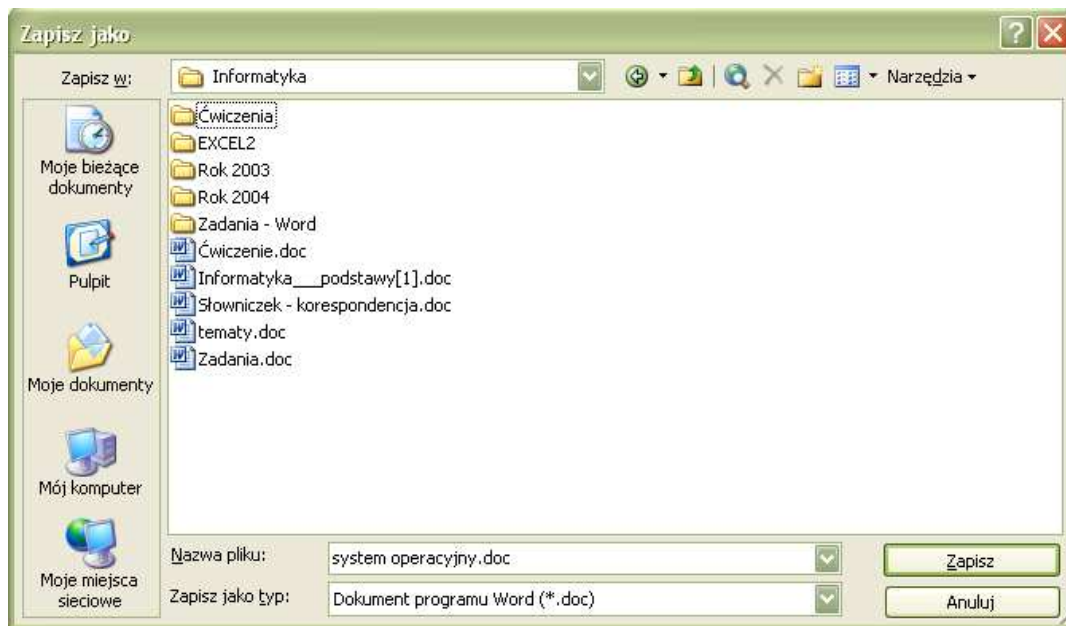 Zapisz jako
Zapisz w:
Informatyka
Narzędzia
Moje bieżące
dokumenty
Pulpit
Moje dokumenty
Mój komputer
Moje miejsca
sieciowe
Ćwiczenia
EXCEL2
Rok 2003
Rok 2004
Zadania - Word
Ćwiczenie.doc
Informatyka___podstawy[1].doc
Słowniczek - korespondencja.doc
tematy.doc
Zadania.doc
Nazwa pliku:
system operacyjny.doc
Zapisz
Zapisz jako typ:
Dokument programu Word (*.doc)
Anuluj